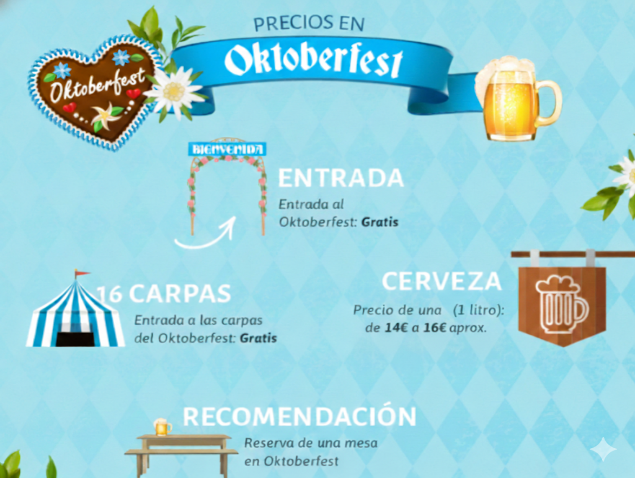 PRECIOS EN
Oktoberfest
Oktoberfest
BIENVENIDA
ENTRADA
Entrada al
Oktoberfest: Gratis
16 CARPAS
Entrada a las carpas
del Oktoberfest: Gratis
CERVEZA
Precio de una (1 litro):
de 14€ a 16€ aprox.
RECOMENDACIÓN
Reserva de una mesa
en Oktoberfest